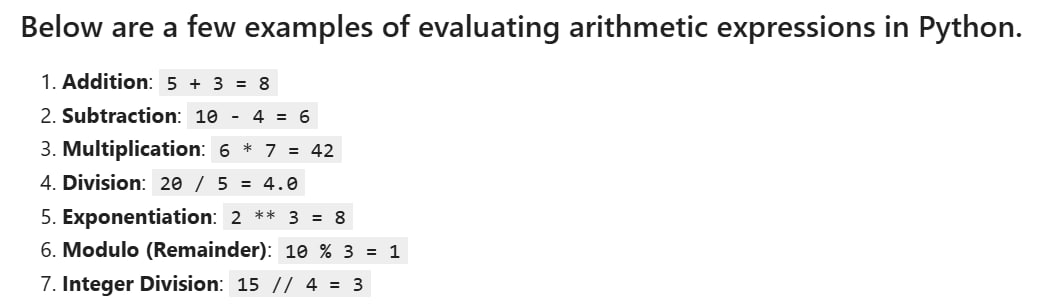 Below are a few examples of evaluating arithmetic expressions in Python.
1. Addition: 5 + 3 = 8
2. Subtraction: 10 - 4 = 6
3. Multiplication: 6 * 7 = 42
4. Division: 20 / 5 = 4.0
5. Exponentiation: 2 ** 3 = 8
6. Modulo (Remainder): 10 % 3 = 1
7. Integer Division: 15 // 4 = 3